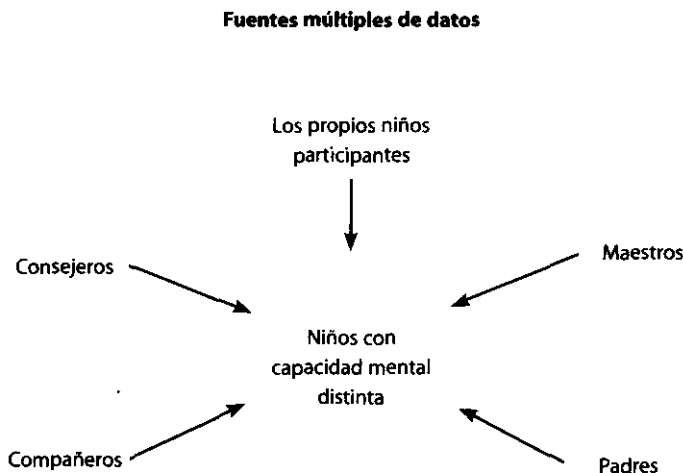 Fuentes múltiples de datos
Los propios niños
participantes
Consejeros
Maestros
Niños con
capacidad mental
distinta
Compañeros
Padres